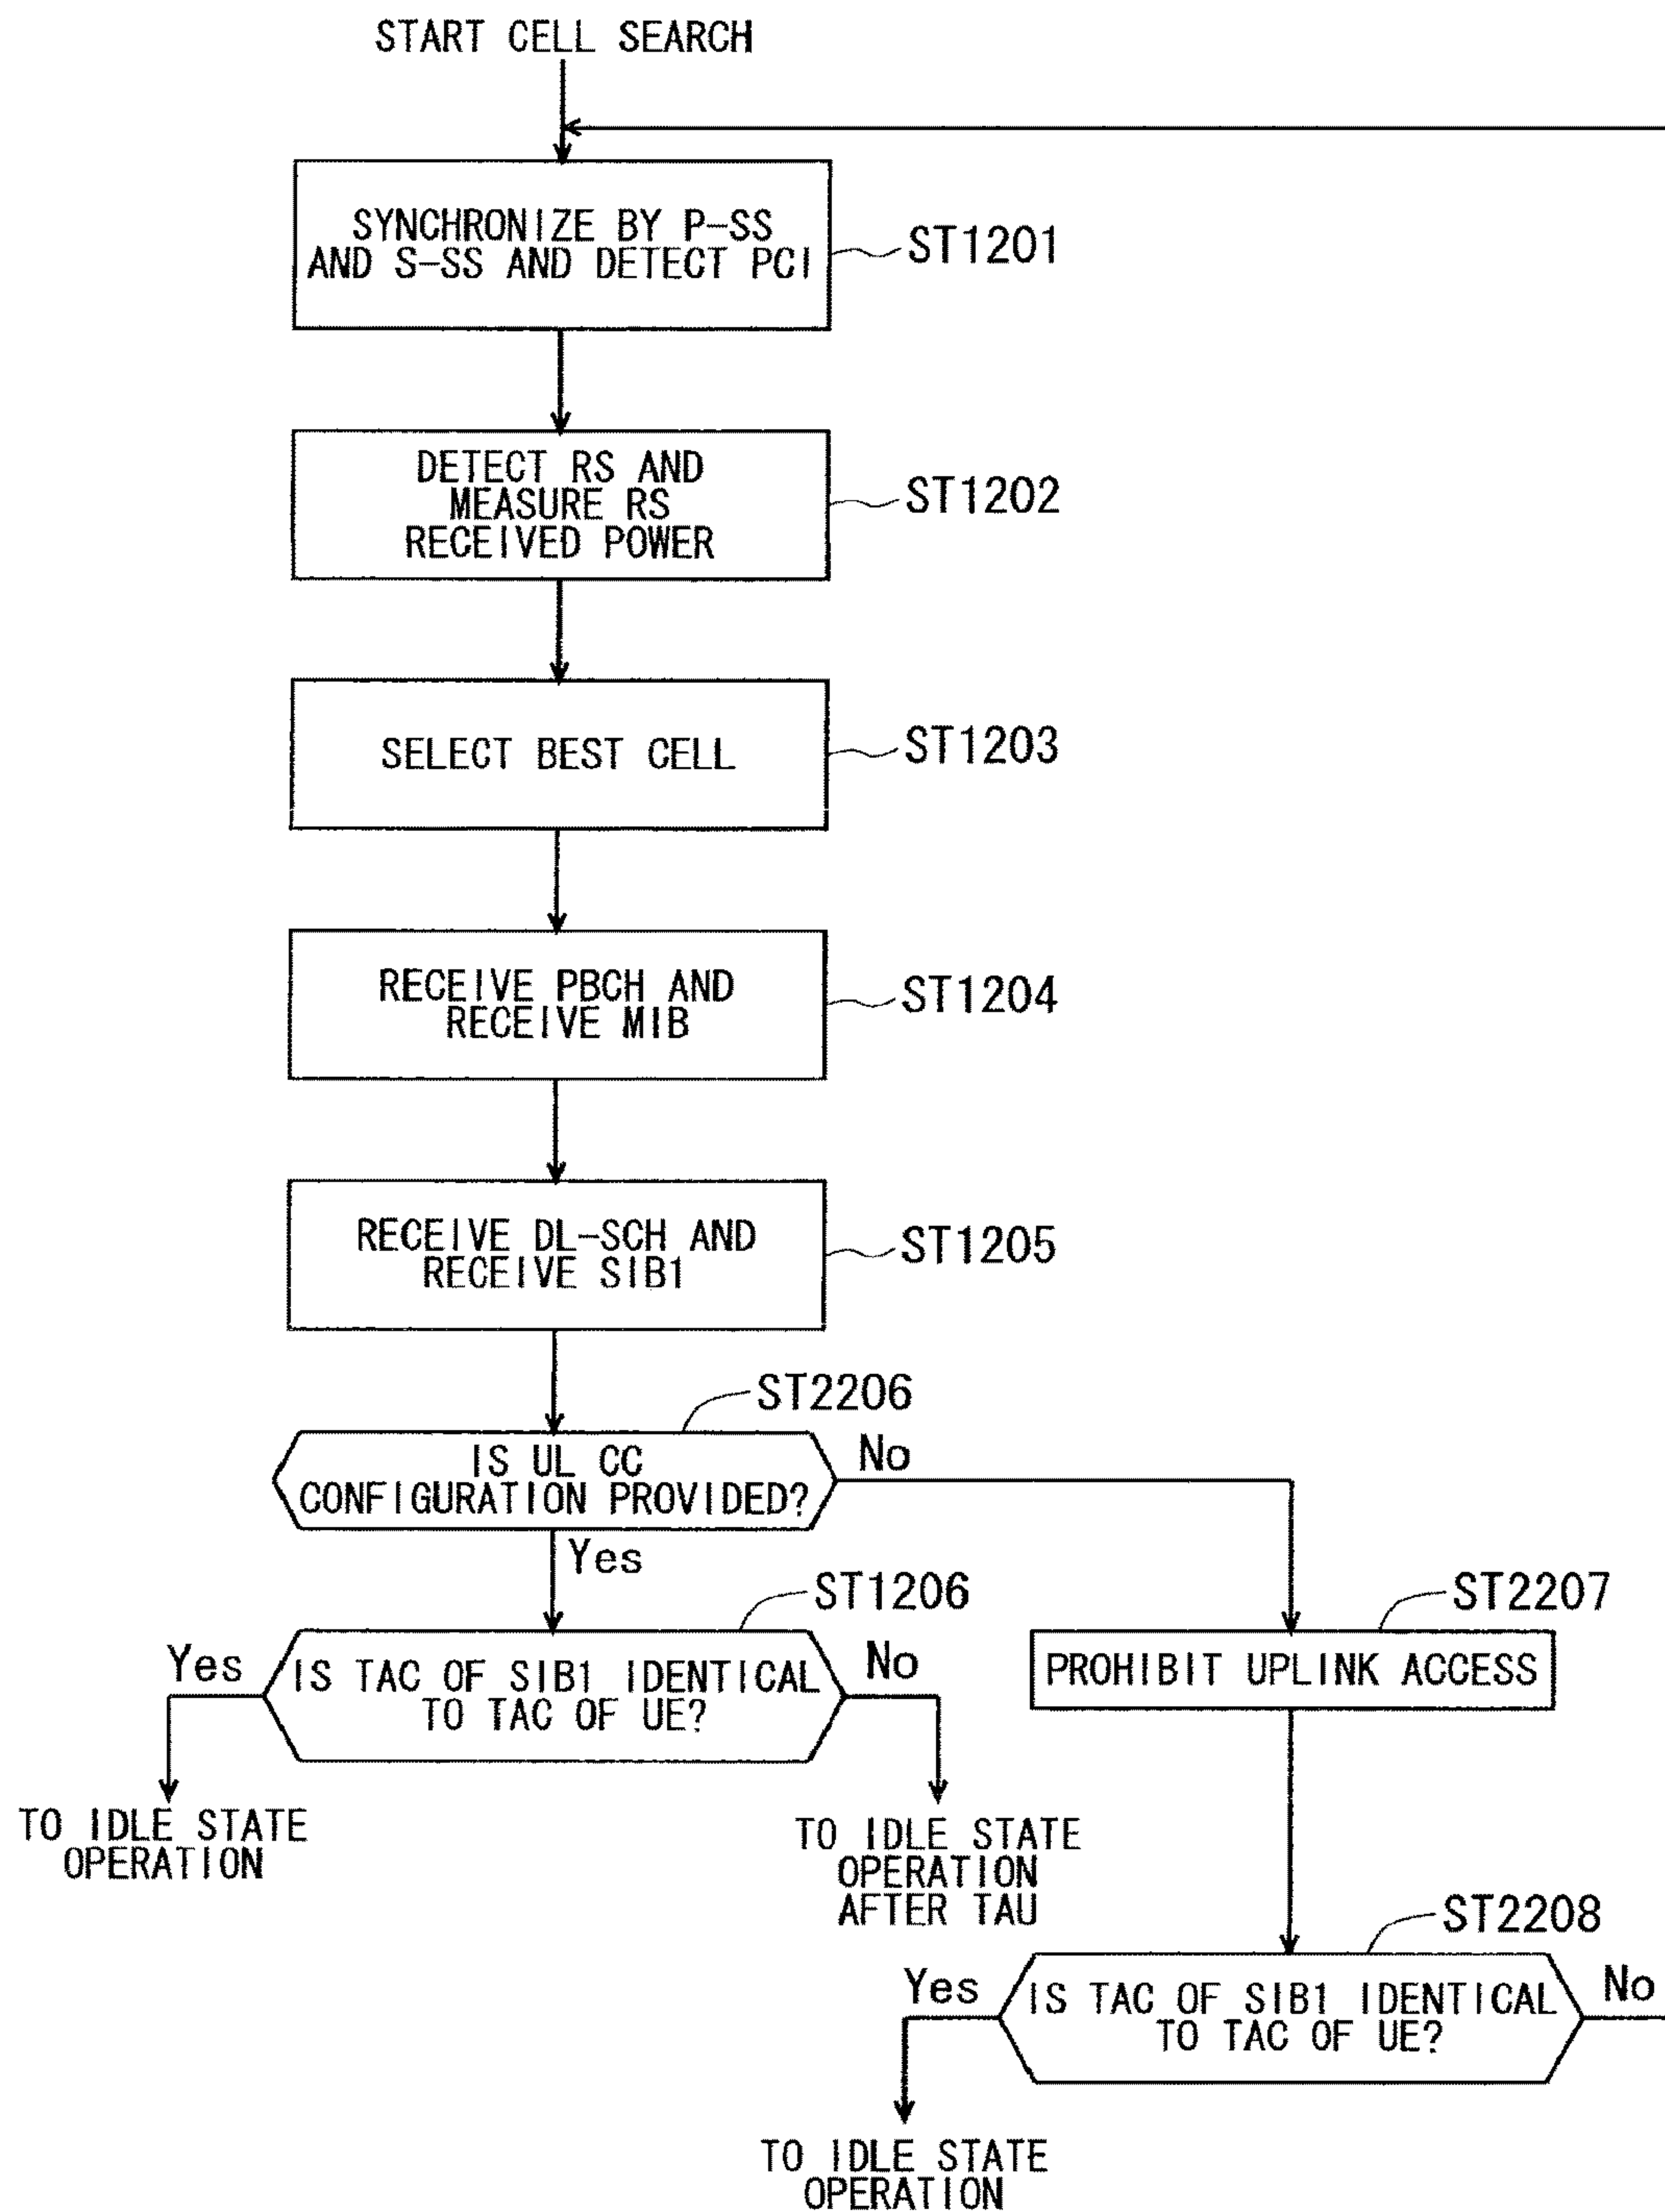 START CELL SEARCH
SYNCHRONIZE BY P-SS
AND S-SS AND DETECT PCI
ST1201
DETECT RS AND
MEASURE RS
RECEIVED POWER
ST1202
SELECT BEST CELL
ST1203
RECEIVE PBCH AND
RECEIVE MIB
ST1204
RECEIVE DL-SCH AND
RECEIVE SIB1
ST1205
ST2206
IS UL CC
CONFIGURATION PROVIDED?
No
Yes
ST1206
ST2207
Yes
IS TAC OF SIB1 IDENTICAL
TO TAC OF UE?
No
PROHIBIT UPLINK ACCESS
TO IDLE STATE
OPERATION
TO IDLE STATE
OPERATION
AFTER TAU
ST2208
Yes
IS TAC OF SIB1 IDENTICAL
TO TAC OF UE?
No
TO IDLE STATE
OPERATION